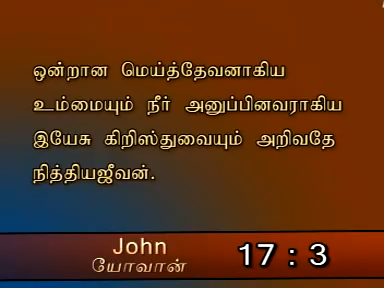 ஒன்றான மெய்த்தேவனாகிய
உம்மையும் நீர் அனுப்பினவராகிய
இயேசு கிறிஸ்துவையும் அறிவதே
நித்தியஜீவன்.
John 17 : 3
யோவான்